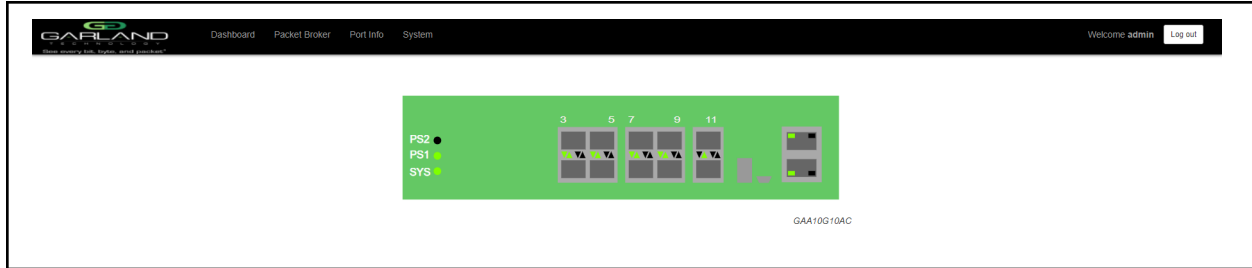 GARLAND
TECHNOLOGY
See every bit, byte, and packet®
Dashboard Packet Broker Port Info System Welcome admin Log out
3 5 7 9 11
PS2
PS1
SYS
GAA10G10AC